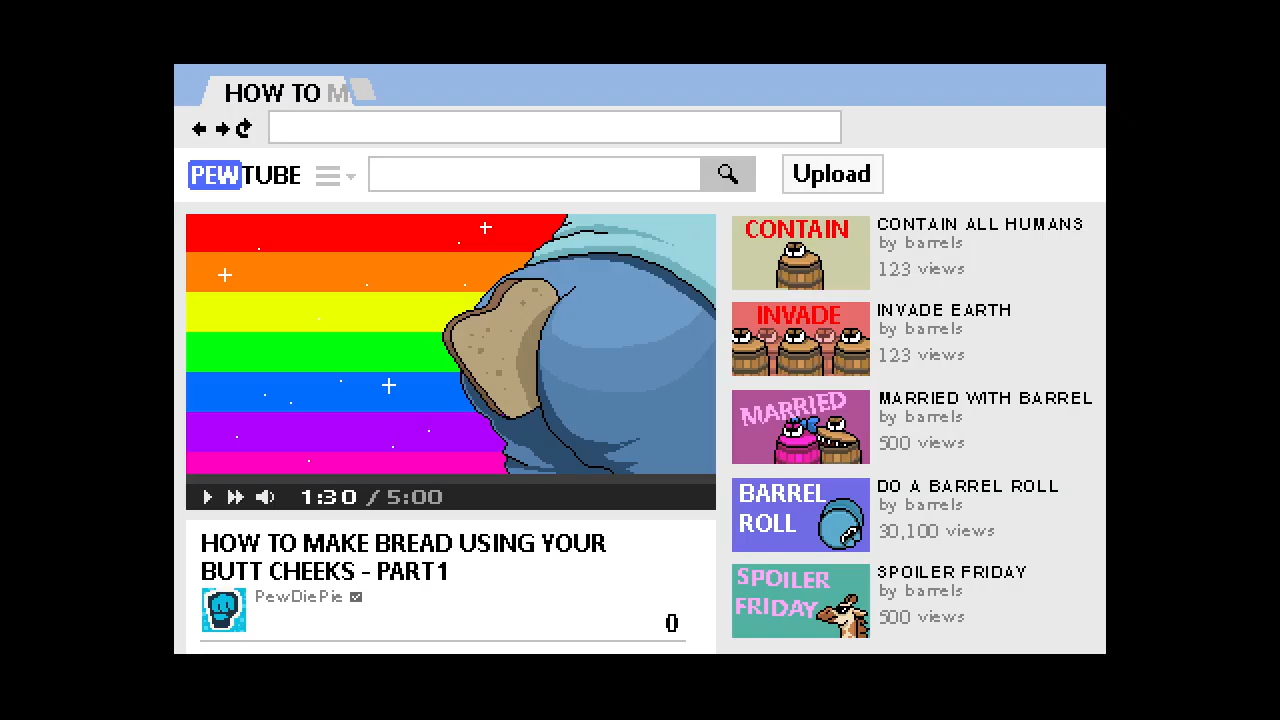 HOW TO M
PEWTUBE
Upload
1:30 / 5:00
HOW TO MAKE BREAD USING YOUR
BUTT CHEEKS - PART1
PewDiePie
0
CONTAIN
CONTAIN ALL HUMANS
by barrels
123 views
INVADE
INVADE EARTH
by barrels
123 views
MARRIED
MARRIED WITH BARREL
by barrels
500 views
BARREL
ROLL
DO A BARREL ROLL
by barrels
30,100 views
SPOILER
FRIDAY
SPOILER FRIDAY
by barrels
500 views